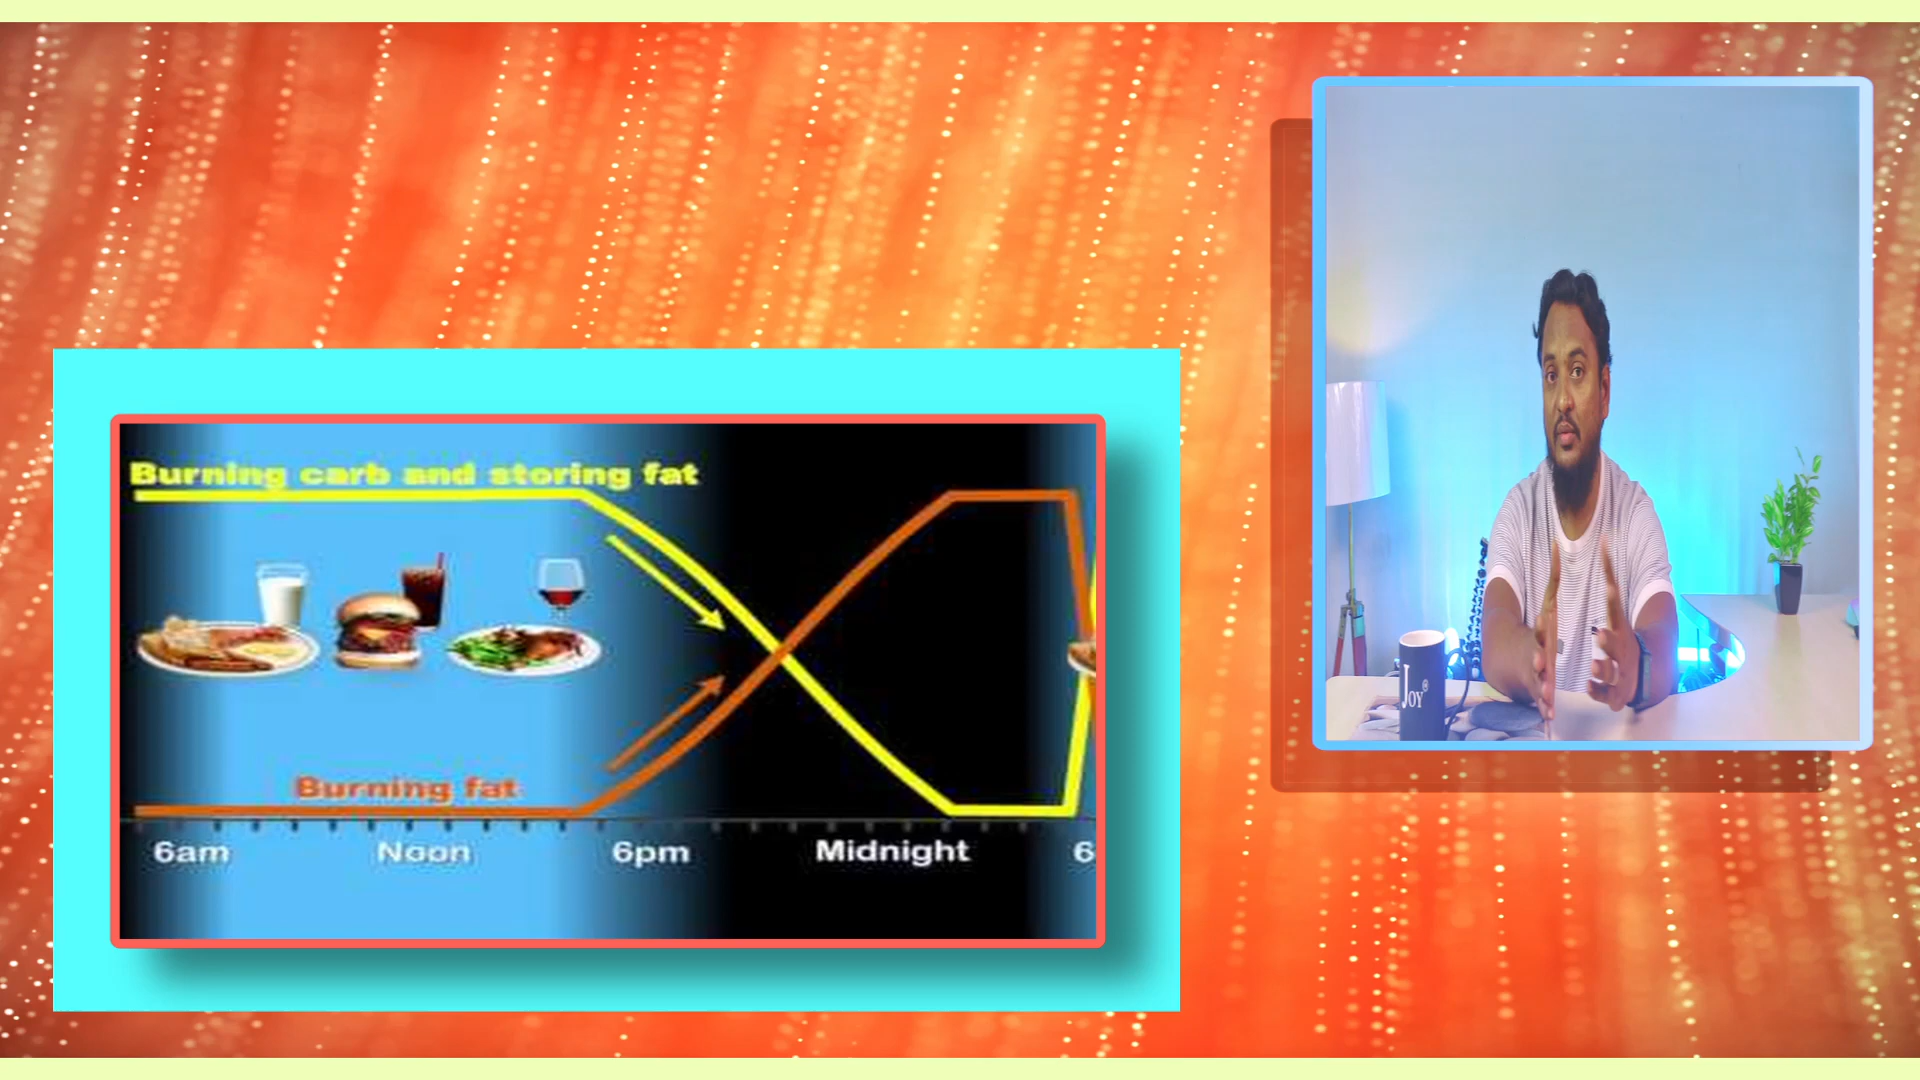 Burning carb and storing fat
Burning fat
6am Noon 6pm Midnight 6
JOY